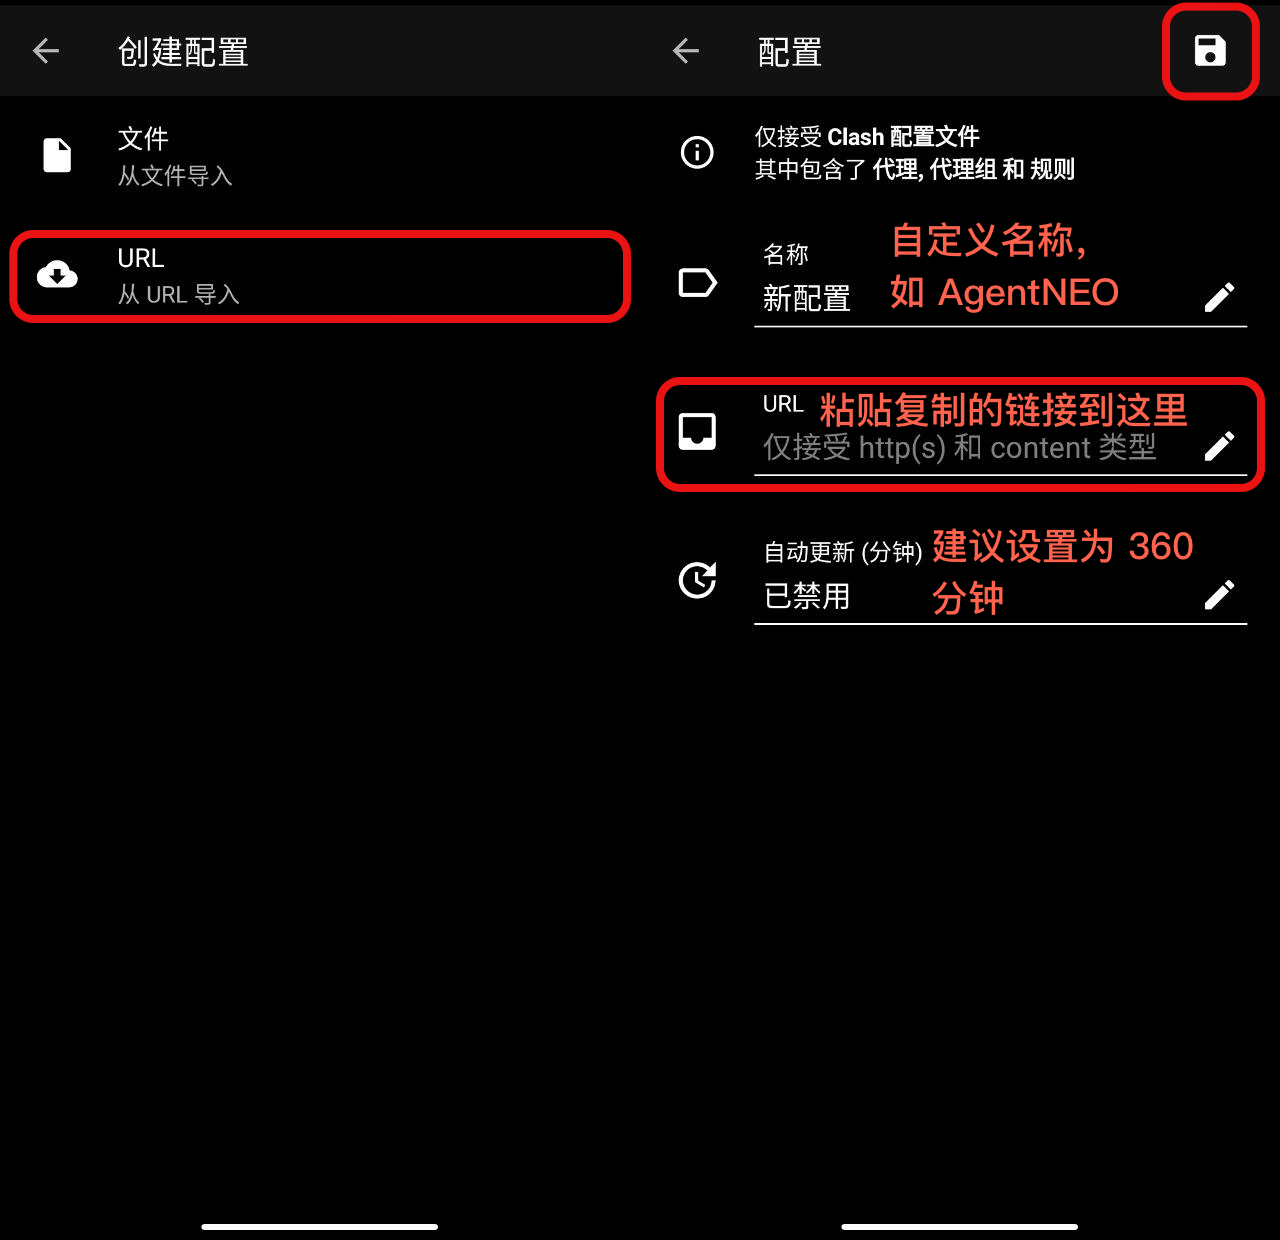 创建配置
文件
从文件导入
URL
从 URL 导入
配置
仅接受 Clash 配置文件
其中包含了 代理, 代理组 和 规则
名称
新配置
自定义名称，
如 AgentNEO
URL
粘贴复制的链接到这里
仅接受 http(s) 和 content 类型
自动更新 (分钟)
已禁用
建议设置为 360
分钟